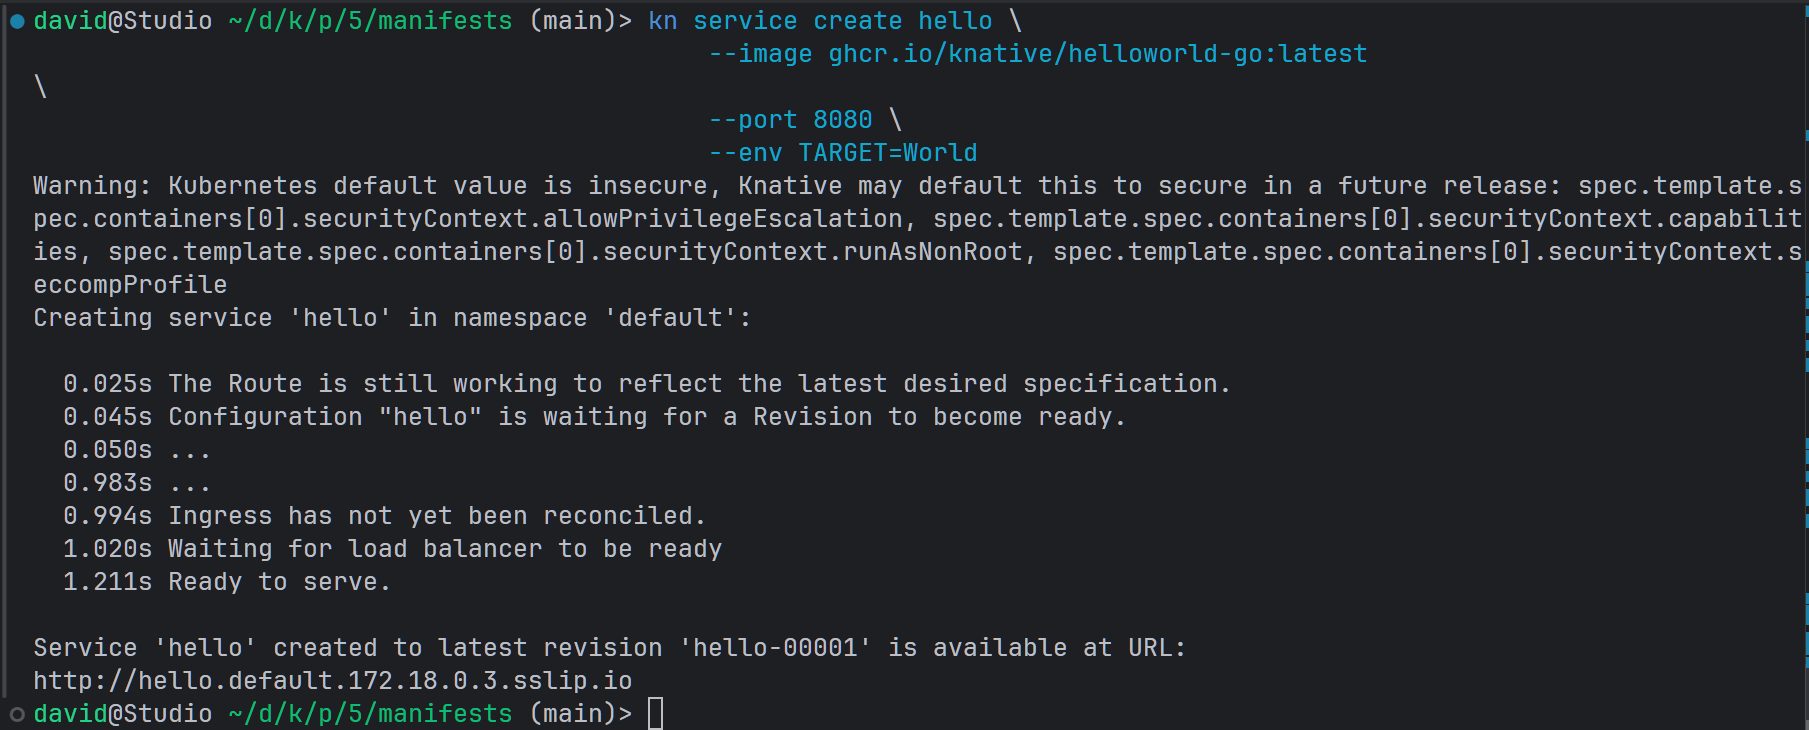 david@Studio ~/d/k/p/5/manifests (main)> kn service create hello \
--image ghcr.io/knative/helloworld-go:latest
\
--port 8080 \
--env TARGET=World
Warning: Kubernetes default value is insecure, Knative may default this to secure in a future release: spec.template.s
pec.containers[0].securityContext.allowPrivilegeEscalation, spec.template.spec.containers[0].securityContext.capabilit
ies, spec.template.spec.containers[0].securityContext.runAsNonRoot, spec.template.spec.containers[0].securityContext.s
eccompProfile
Creating service 'hello' in namespace 'default':
0.025s The Route is still working to reflect the latest desired specification.
0.045s Configuration "hello" is waiting for a Revision to become ready.
0.050s ...
0.983s ...
0.994s Ingress has not yet been reconciled.
1.020s Waiting for load balancer to be ready
1.211s Ready to serve.
Service 'hello' created to latest revision 'hello-00001' is available at URL:
http://hello.default.172.18.0.3.sslip.io
david@Studio ~/d/k/p/5/manifests (main)>